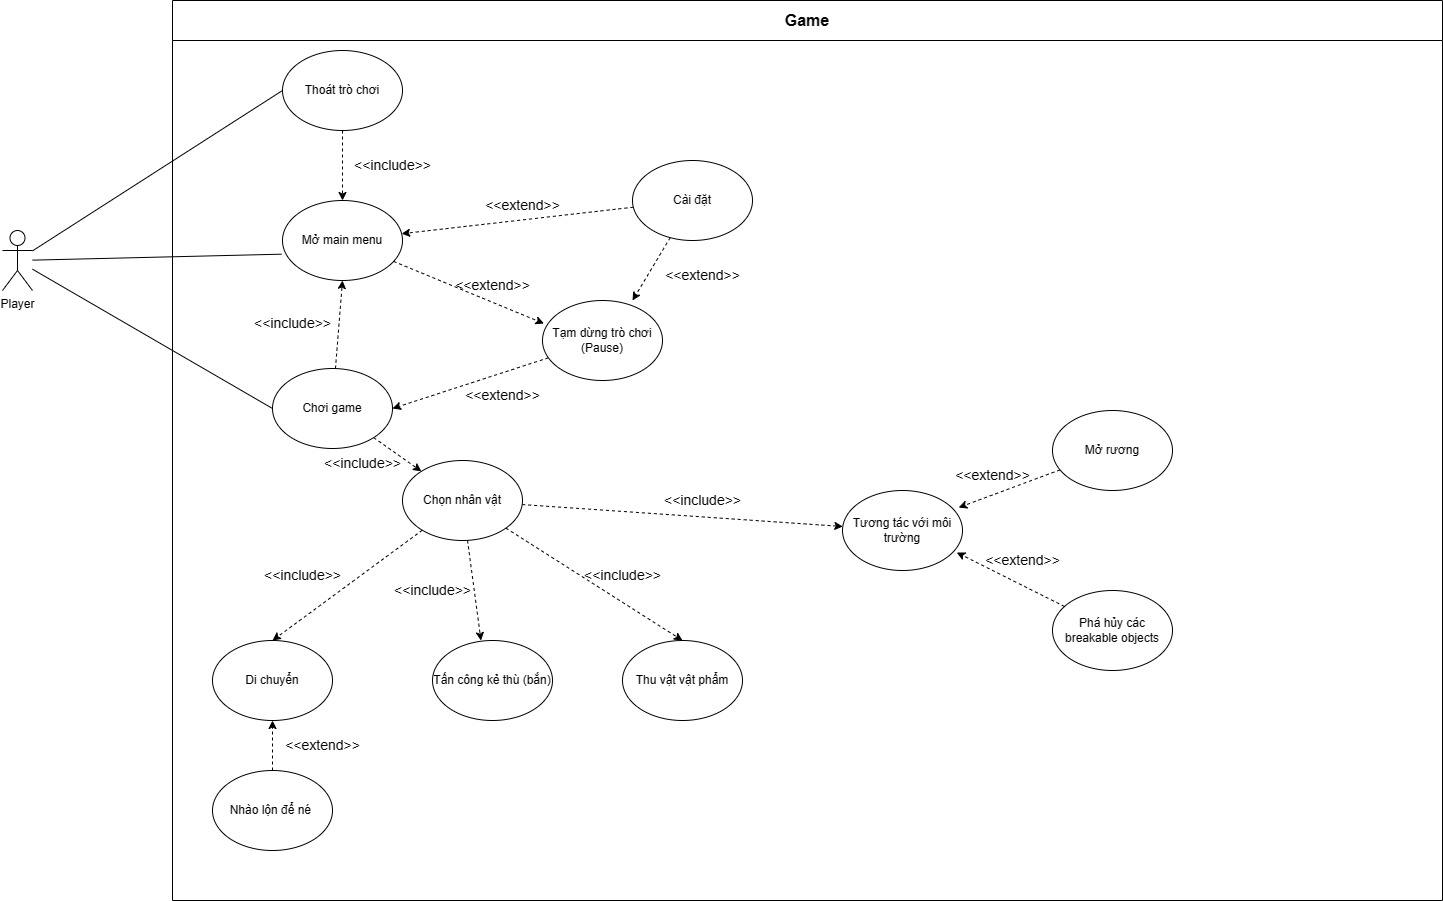 Game
Thoát trò chơi
<<include>>
Cài đặt
<<extend>>
Mở main menu
<<extend>>
<<extend>>
Player
<<include>>
Tạm dừng trò chơi
(Pause)
<<extend>>
Chơi game
<<include>>
Mở rương
<<extend>>
Chọn nhân vật
<<include>>
Tương tác với môi
trường
<<extend>>
<<include>>
<<include>>
<<include>>
Phá hủy các
breakable objects
Di chuyển
Tấn công kẻ thù (bắn)
Thu vật vật phẩm
<<extend>>
Nhào lộn để né